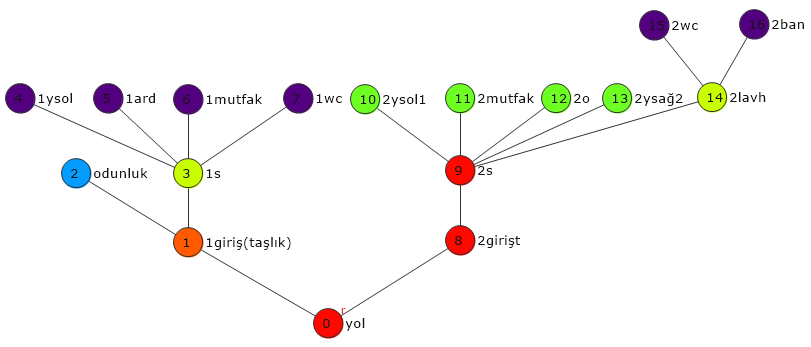 15 2wc
16 2ban
4 1ysol
5 1ard
6 1mutfak
7 1wc
10 2ysol1
11 2mutfak
12 2o
13 2ysağ2
14 2lavh
2 odunluk
3 1s
9 2s
1 1giriş(taşlık)
8 2girişt
r
0 yol